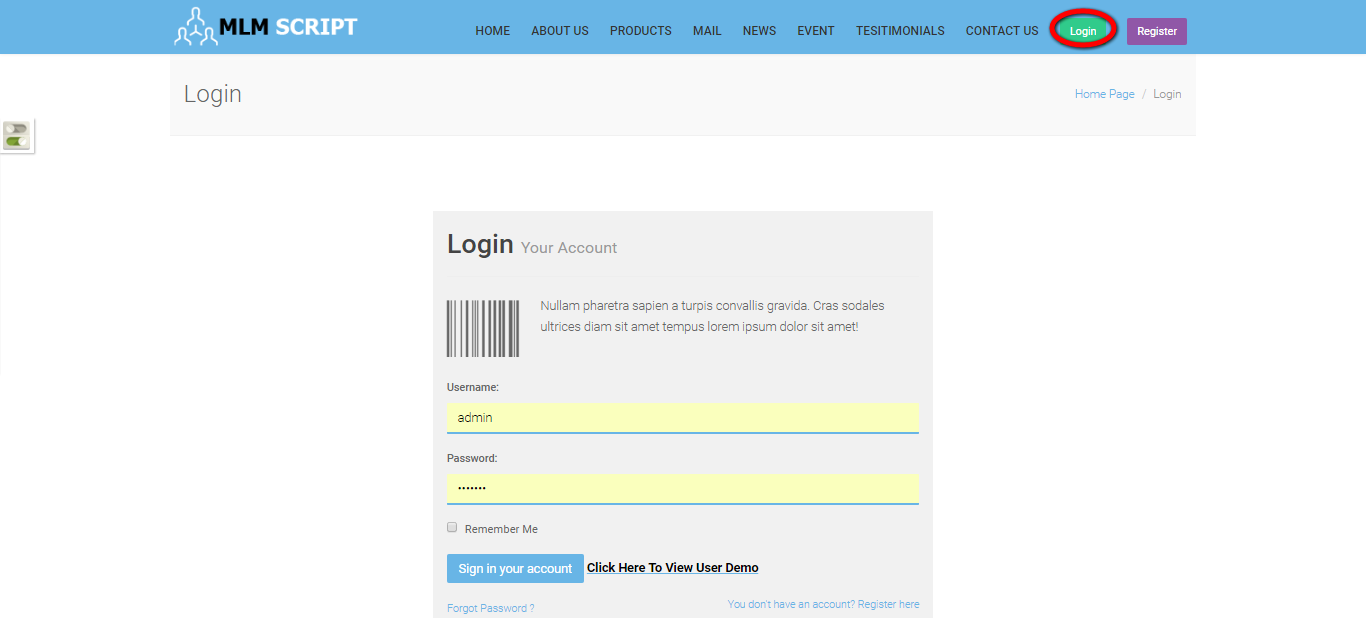 MLM SCRIPT
HOME ABOUT US PRODUCTS MAIL NEWS EVENT TESITIMONIALS CONTACT US Login Register
Login
Home Page / Login
Login Your Account
Nullam pharetra sapien a turpis convallis gravida. Cras sodales
ultrices diam sit amet tempus lorem ipsum dolor sit amet!
Username:
admin
Password:
•••••••
Remember Me
Sign in your account Click Here To View User Demo
Forgot Password ? You don't have an account? Register here